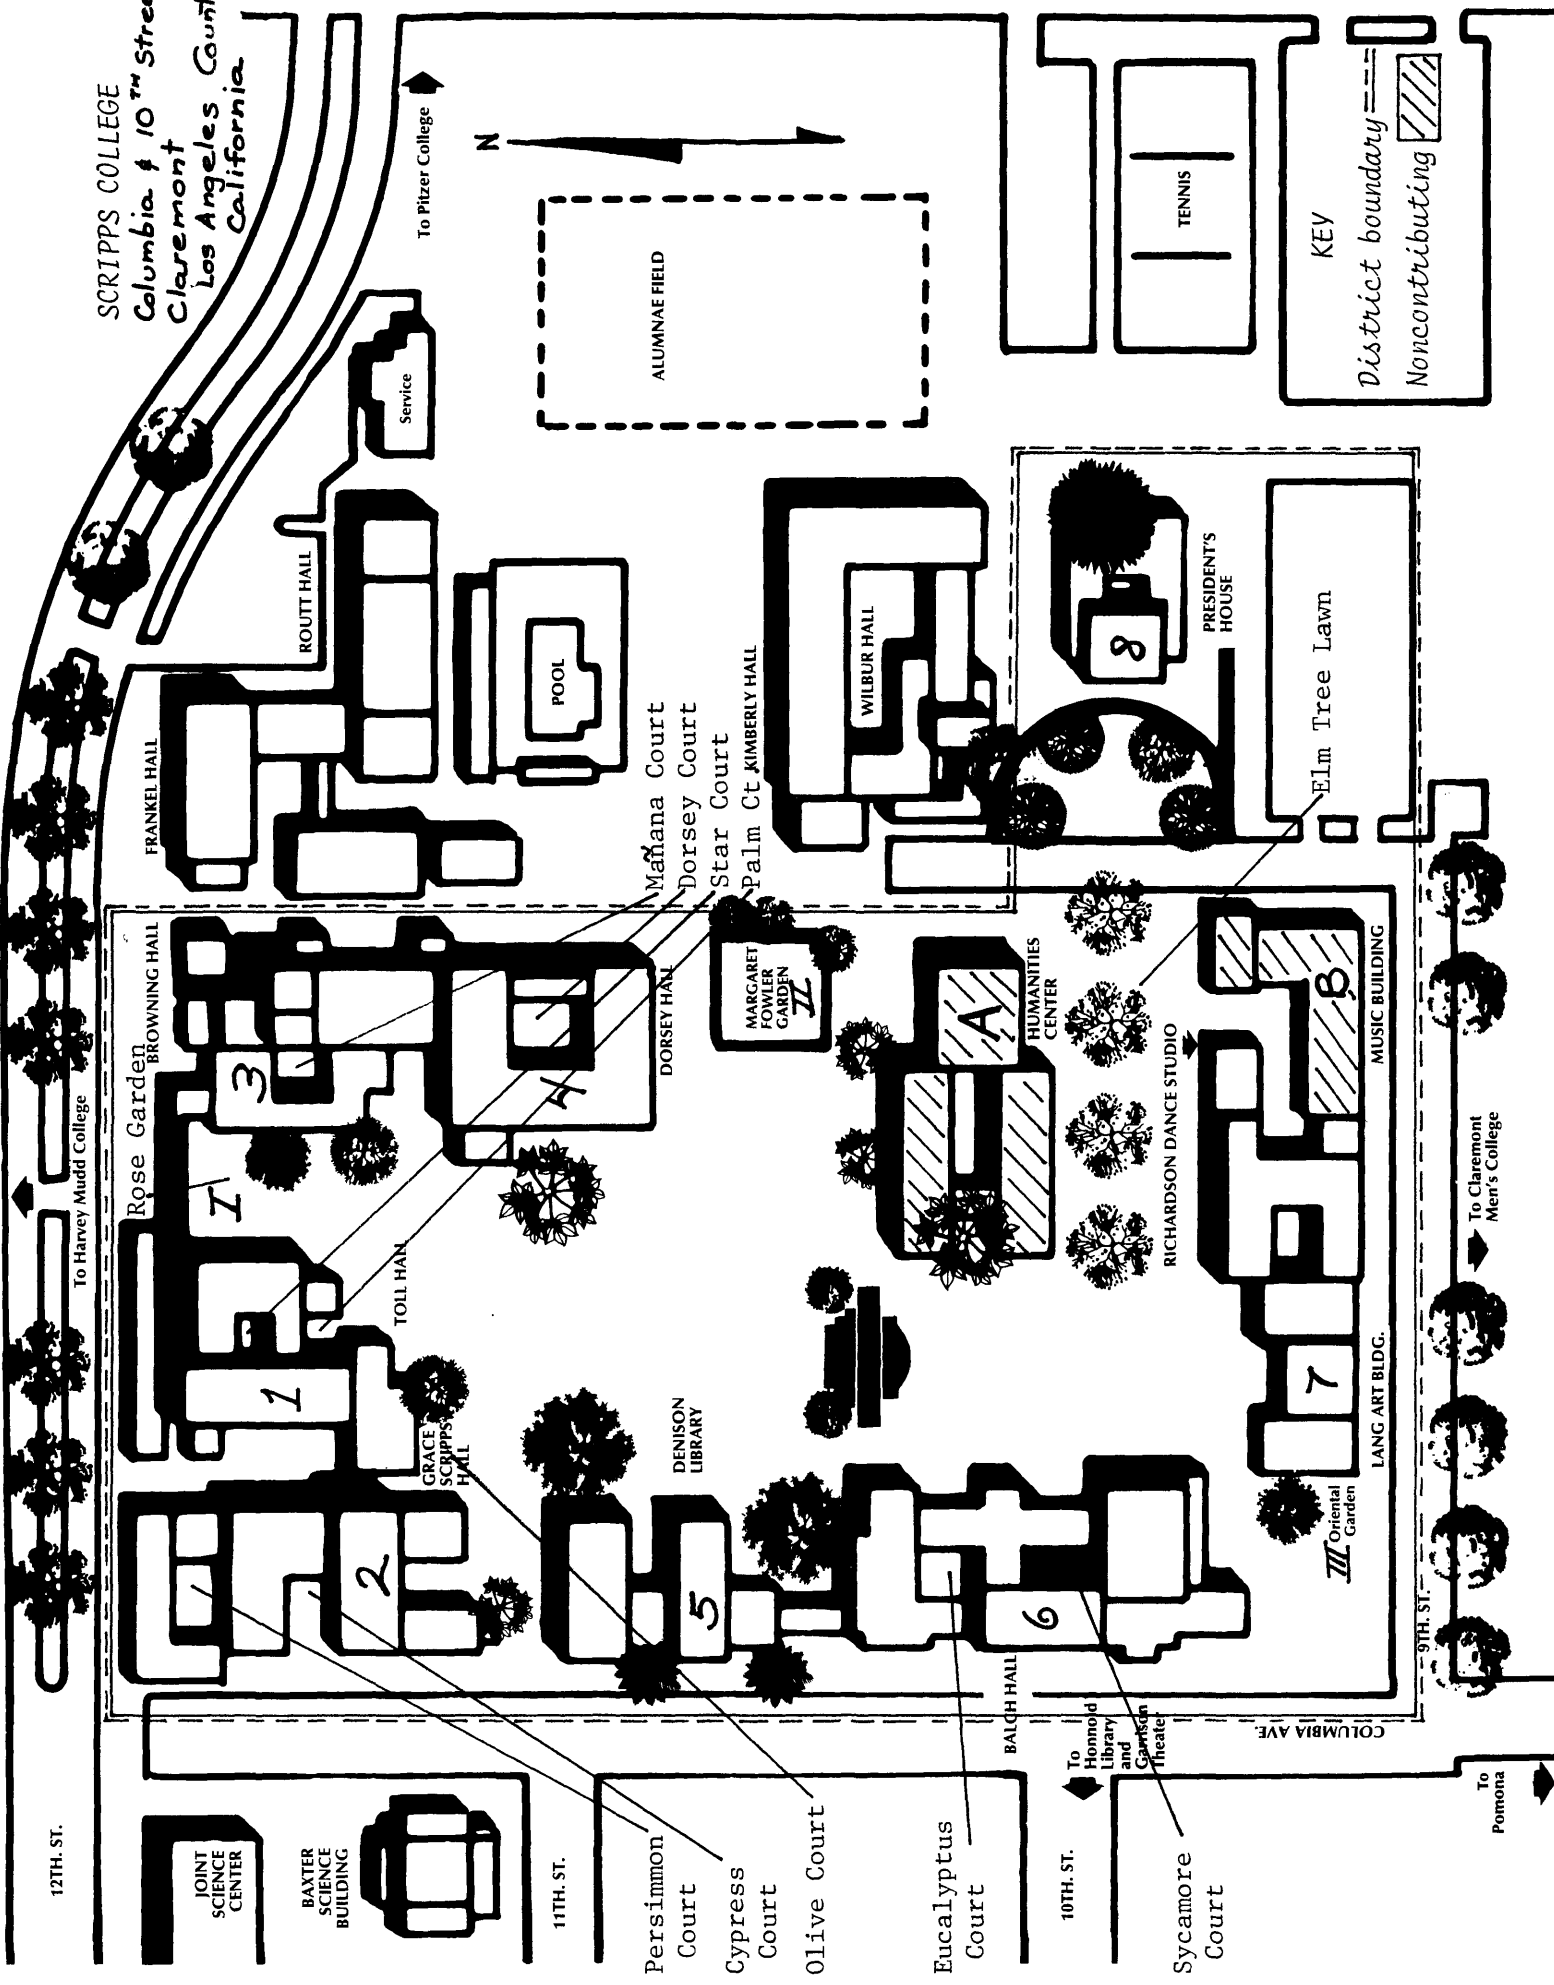 SCRIPPS COLLEGE
Columbia & 10TH Stree
Claremont
Los Angeles Count
California
To Pitzer College
N
ALUMNAE FIELD
TENNIS
KEY
District boundary
Noncontributing
Service
ROUTT HALL
POOL
FRANKEL HALL
WILBUR HALL
KIMBERLY HALL
8
PRESIDENT'S
HOUSE
Elm Tree Lawn
Mañana Court
Dorsey Court
Star Court
Palm Ct
BROWNING HALL
3
4
DORSEY HALL
MARGARET
FOWLER
GARDEN
II
A
HUMANITIES
CENTER
B
MUSIC BUILDING
RICHARDSON DANCE STUDIO
To Claremont
Men's College
Rose Garden
I
To Harvey Mudd College
TOLL HAN
1
GRACE
SCRIPPS
HALL
DENISON
LIBRARY
7
LANG ART BLDG.
III
Oriental
Garden
2
5
6
BALCH HALL
9TH. ST.
COLUMBIA AVE.
To
Honnold
Library
and
Garrison
Theater
To
Pomona
12TH. ST.
JOINT
SCIENCE
CENTER
BAXTER
SCIENCE
BUILDING
11TH. ST.
10TH. ST.
Persimmon
Court
Cypress
Court
Olive Court
Eucalyptus
Court
Sycamore
Court